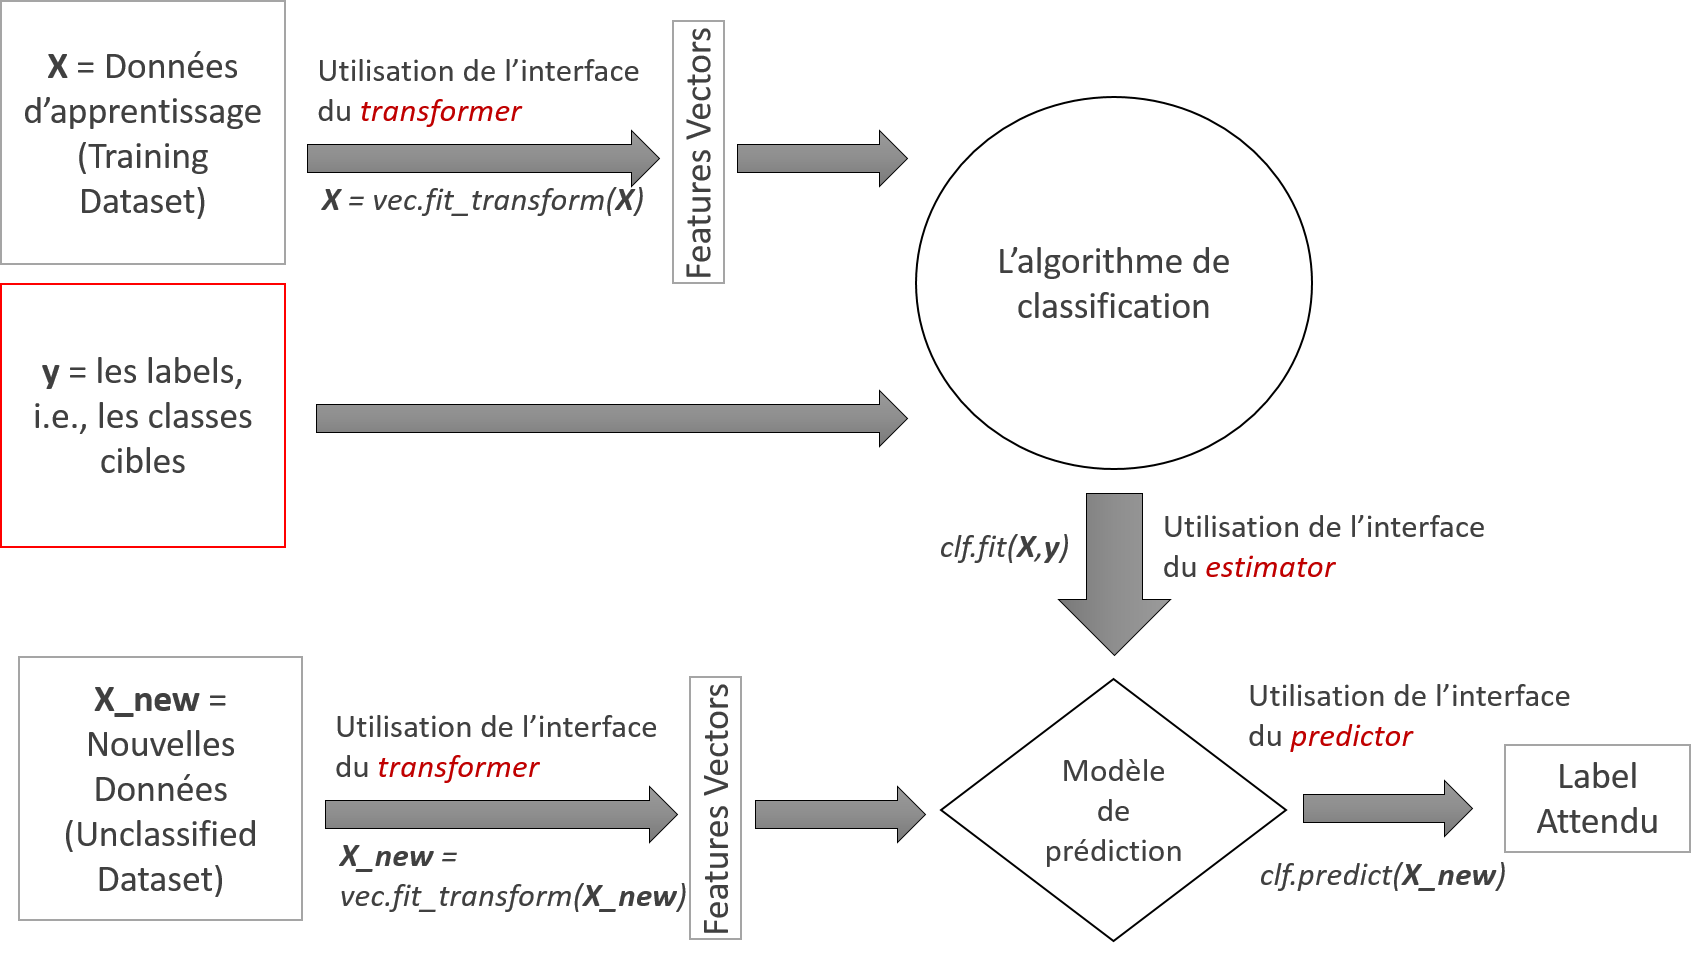 X = Données
d’apprentissage
(Training
Dataset)
Utilisation de l’interface
du transformer
X = vec.fit_transform(X)
Features Vectors
L’algorithme de
classification
y = les labels,
i.e., les classes
cibles
clf.fit(X,y)
Utilisation de l’interface
du estimator
X_new =
Nouvelles
Données
(Unclassified
Dataset)
Utilisation de l’interface
du transformer
X_new =
vec.fit_transform(X_new)
Features Vectors
Modèle
de
prédiction
Utilisation de l’interface
du predictor
clf.predict(X_new)
Label
Attendu